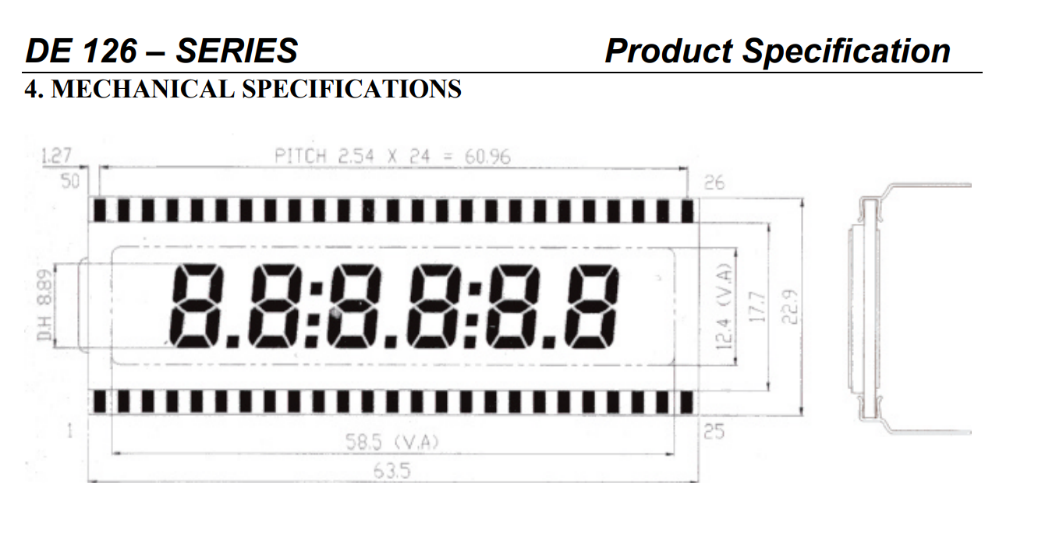 DE 126 – SERIES Product Specification
4. MECHANICAL SPECIFICATIONS
1.27 PITCH 2.54 X 24 = 60.96
50 26
D.H 8.89
8.8:8.8:8.8
12.4 (V.A)
17.7
22.9
1 25
58.5 (V.A)
63.5